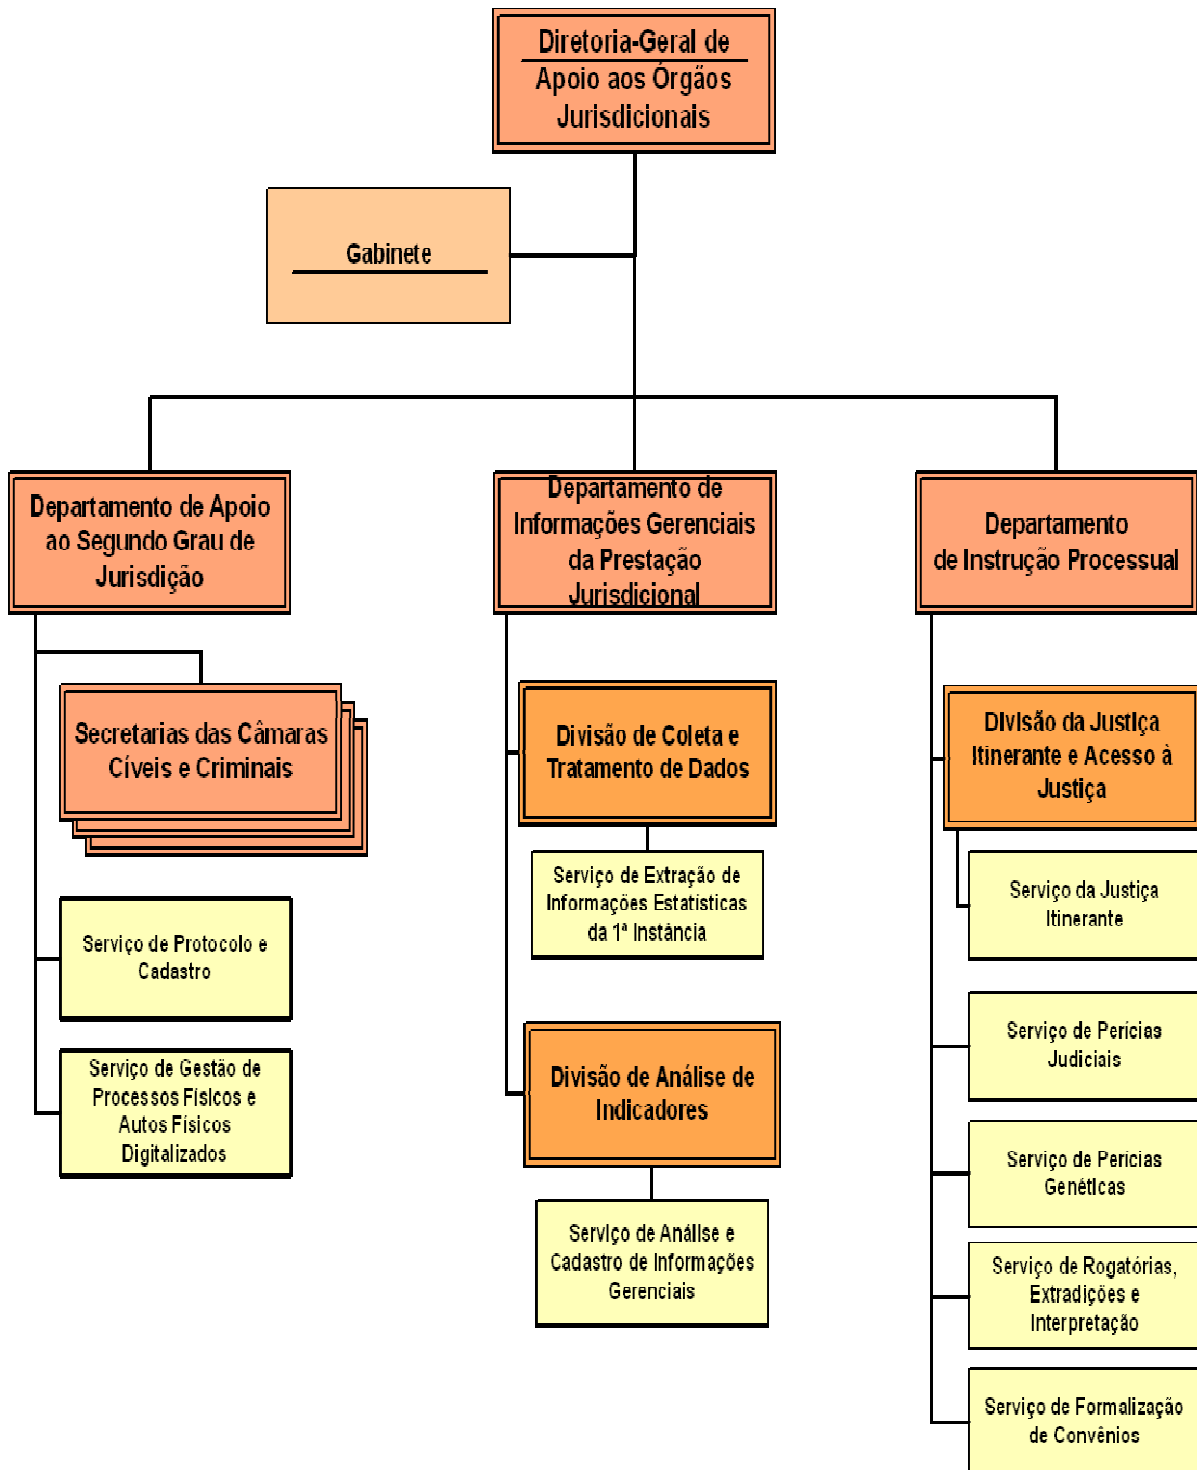 Diretoria-Geral de
Apoio aos Órgãos
Jurisdicionais
Gabinete
Departamento de Apoio
ao Segundo Grau de
Jurisdição
Secretarias das Câmaras
Cíveis e Criminais
Serviço de Protocolo e
Cadastro
Serviço de Gestão de
Processos Físicos e
Autos Físicos
Digitalizados
Departamento de
Informações Gerenciais
da Prestação
Jurisdicional
Divisão de Coleta e
Tratamento de Dados
Serviço de Extração de
Informações Estatísticas
da 1ª Instância
Divisão de Análise de
Indicadores
Serviço de Análise e
Cadastro de Informações
Gerenciais
Departamento
de Instrução Processual
Divisão da Justiça
Itinerante e Acesso à
Justiça
Serviço da Justiça
Itinerante
Serviço de Perícias
Judiciais
Serviço de Perícias
Genéticas
Serviço de Rogatórias,
Extradições e
Interpretação
Serviço de Formalização
de Convênios